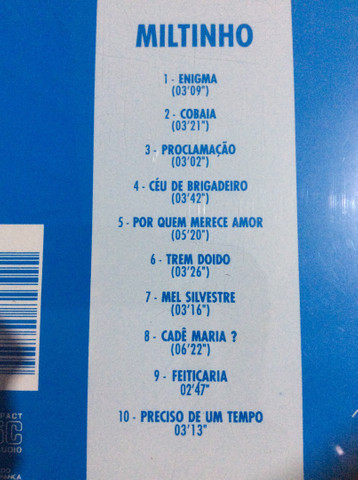 MILTINHO
1 - ENIGMA
(03'09")
2 - COBAIA
(03'21")
3 - PROCLAMAÇÃO
(03'02")
4 - CÉU DE BRIGADEIRO
(03'42")
5 - POR QUEM MERECE AMOR
(05'20")
6 - TREM DOIDO
(03'26")
7 - MEL SILVESTRE
(03'16")
8 - CADÊ MARIA ?
(06'22")
9 - FEITIÇARIA
02'47"
10 - PRECISO DE UM TEMPO
03'13"